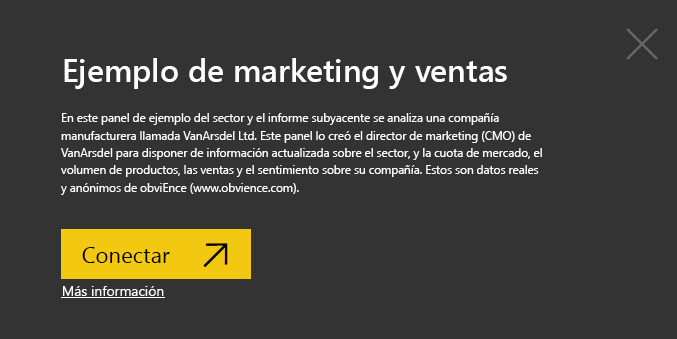 Ejemplo de marketing y ventas
En este panel de ejemplo del sector y el informe subyacente se analiza una compañía
manufacturera llamada VanArsdel Ltd. Este panel lo creó el director de marketing (CMO) de
VanArsdel para disponer de información actualizada sobre el sector, y la cuota de mercado, el
volumen de productos, las ventas y el sentimiento sobre su compañía. Estos son datos reales
y anónimos de obviEnce (www.obvience.com).
Conectar
Más información